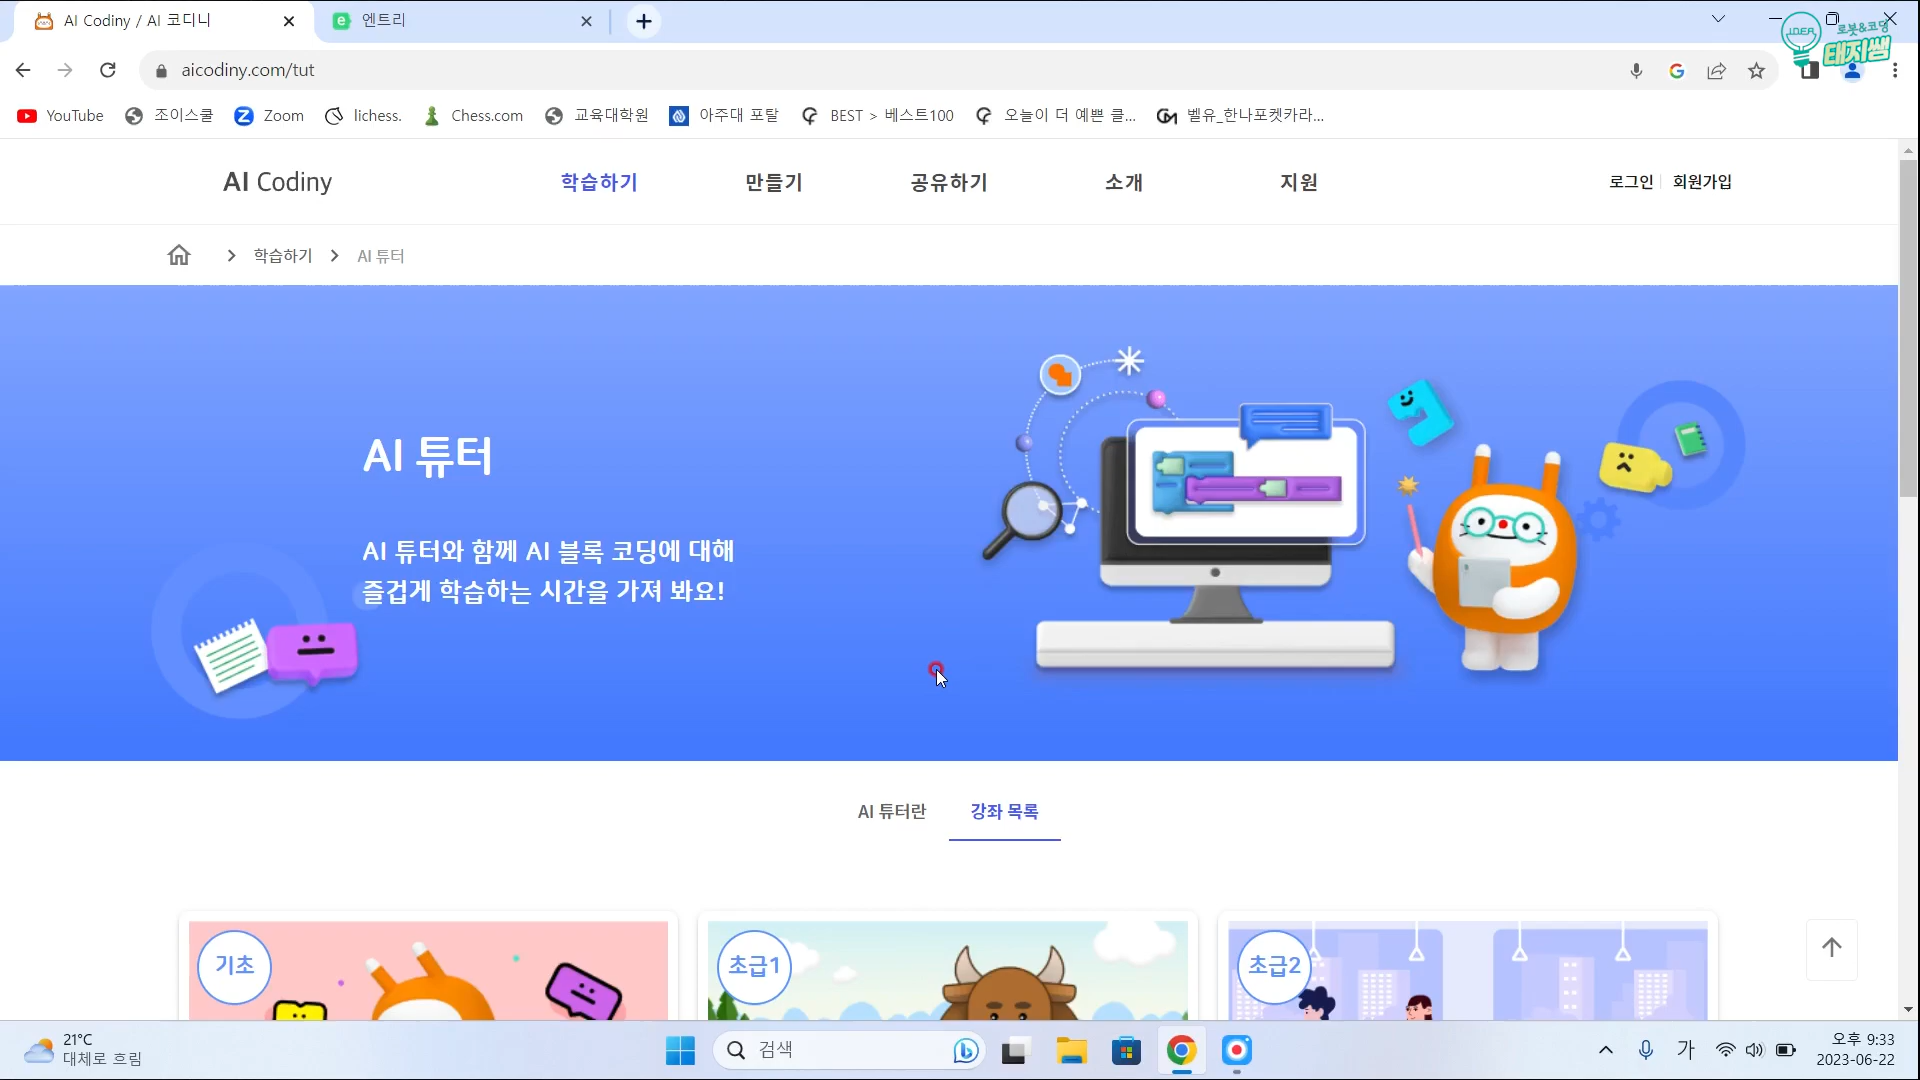 AI Codiny / AI 코디니
엔트리
로봇&코딩
I.D.E.A
태지쌤
aicodiny.com/tut
YouTube
조이스쿨
Zoom
lichess.
Chess.com
교육대학원
아주대 포탈
BEST > 베스트100
오늘이 더 예쁜 클...
벨유_한나포켓카라...
AI Codiny
학습하기
만들기
공유하기
소개
지원
로그인
회원가입
학습하기
AI 튜터
AI 튜터
AI 튜터와 함께 AI 블록 코딩에 대해
즐겁게 학습하는 시간을 가져 봐요!
AI 튜터란
강좌 목록
기초
초급1
초급2
21°C
대체로 흐림
검색
가
오후 9:33
2023-06-22